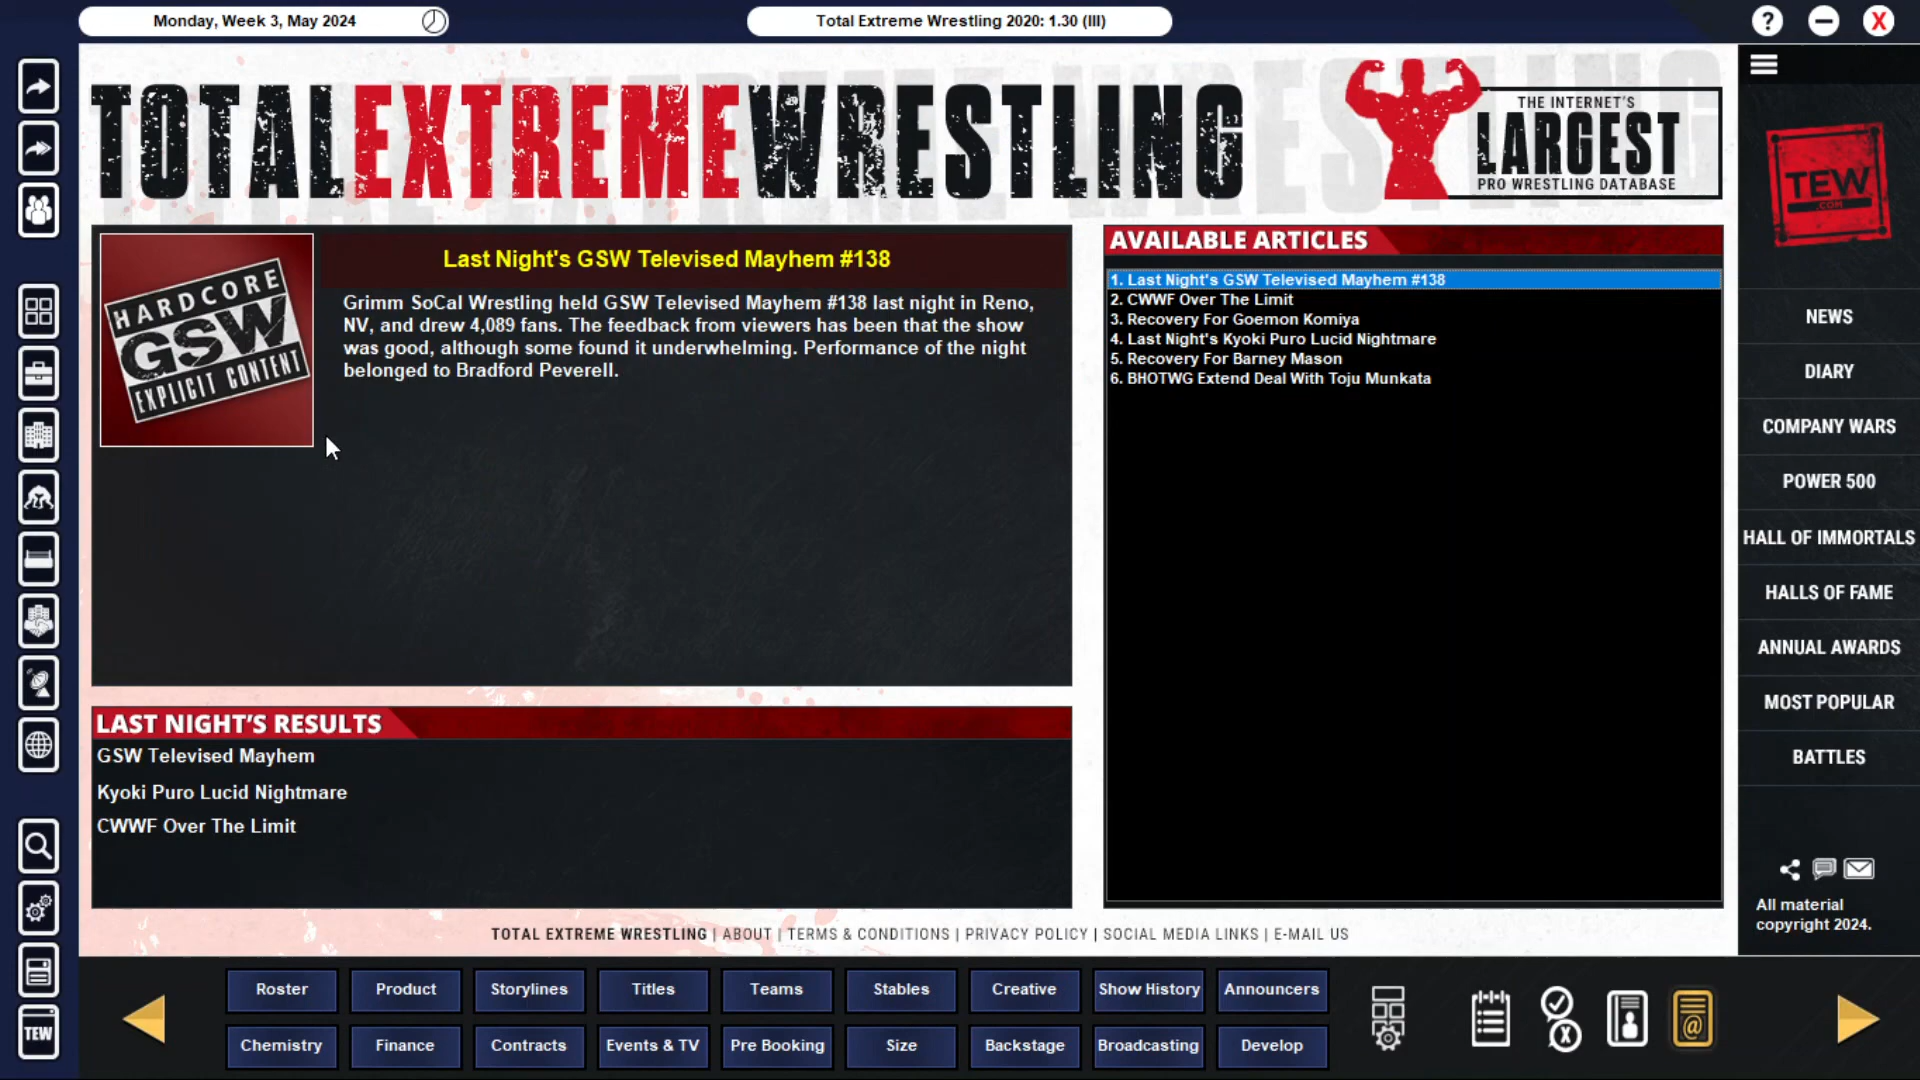 Monday, Week 3, May 2024
Total Extreme Wrestling 2020: 1.30 (III)
?
X
TOTALEXTREMEWRESTLING
THE INTERNET'S
LARGEST
PRO WRESTLING DATABASE
TEW
.COM
HARDCORE
GSW
EXPLICIT CONTENT
Last Night's GSW Televised Mayhem #138
Grimm SoCal Wrestling held GSW Televised Mayhem #138 last night in Reno,
NV, and drew 4,089 fans. The feedback from viewers has been that the show
was good, although some found it underwhelming. Performance of the night
belonged to Bradford Peverell.
AVAILABLE ARTICLES
1. Last Night's GSW Televised Mayhem #138
2. CWWF Over The Limit
3. Recovery For Goemon Komiya
4. Last Night's Kyoki Puro Lucid Nightmare
5. Recovery For Barney Mason
6. BHOTWG Extend Deal With Toju Munkata
NEWS
DIARY
COMPANY WARS
POWER 500
HALL OF IMMORTALS
HALLS OF FAME
ANNUAL AWARDS
MOST POPULAR
BATTLES
LAST NIGHT'S RESULTS
GSW Televised Mayhem
Kyoki Puro Lucid Nightmare
CWWF Over The Limit
All material
copyright 2024.
TOTAL EXTREME WRESTLING | ABOUT | TERMS & CONDITIONS | PRIVACY POLICY | SOCIAL MEDIA LINKS | E-MAIL US
Roster Product Storylines Titles Teams Stables Creative Show History Announcers
Chemistry Finance Contracts Events & TV Pre Booking Size Backstage Broadcasting Develop
TEW
@